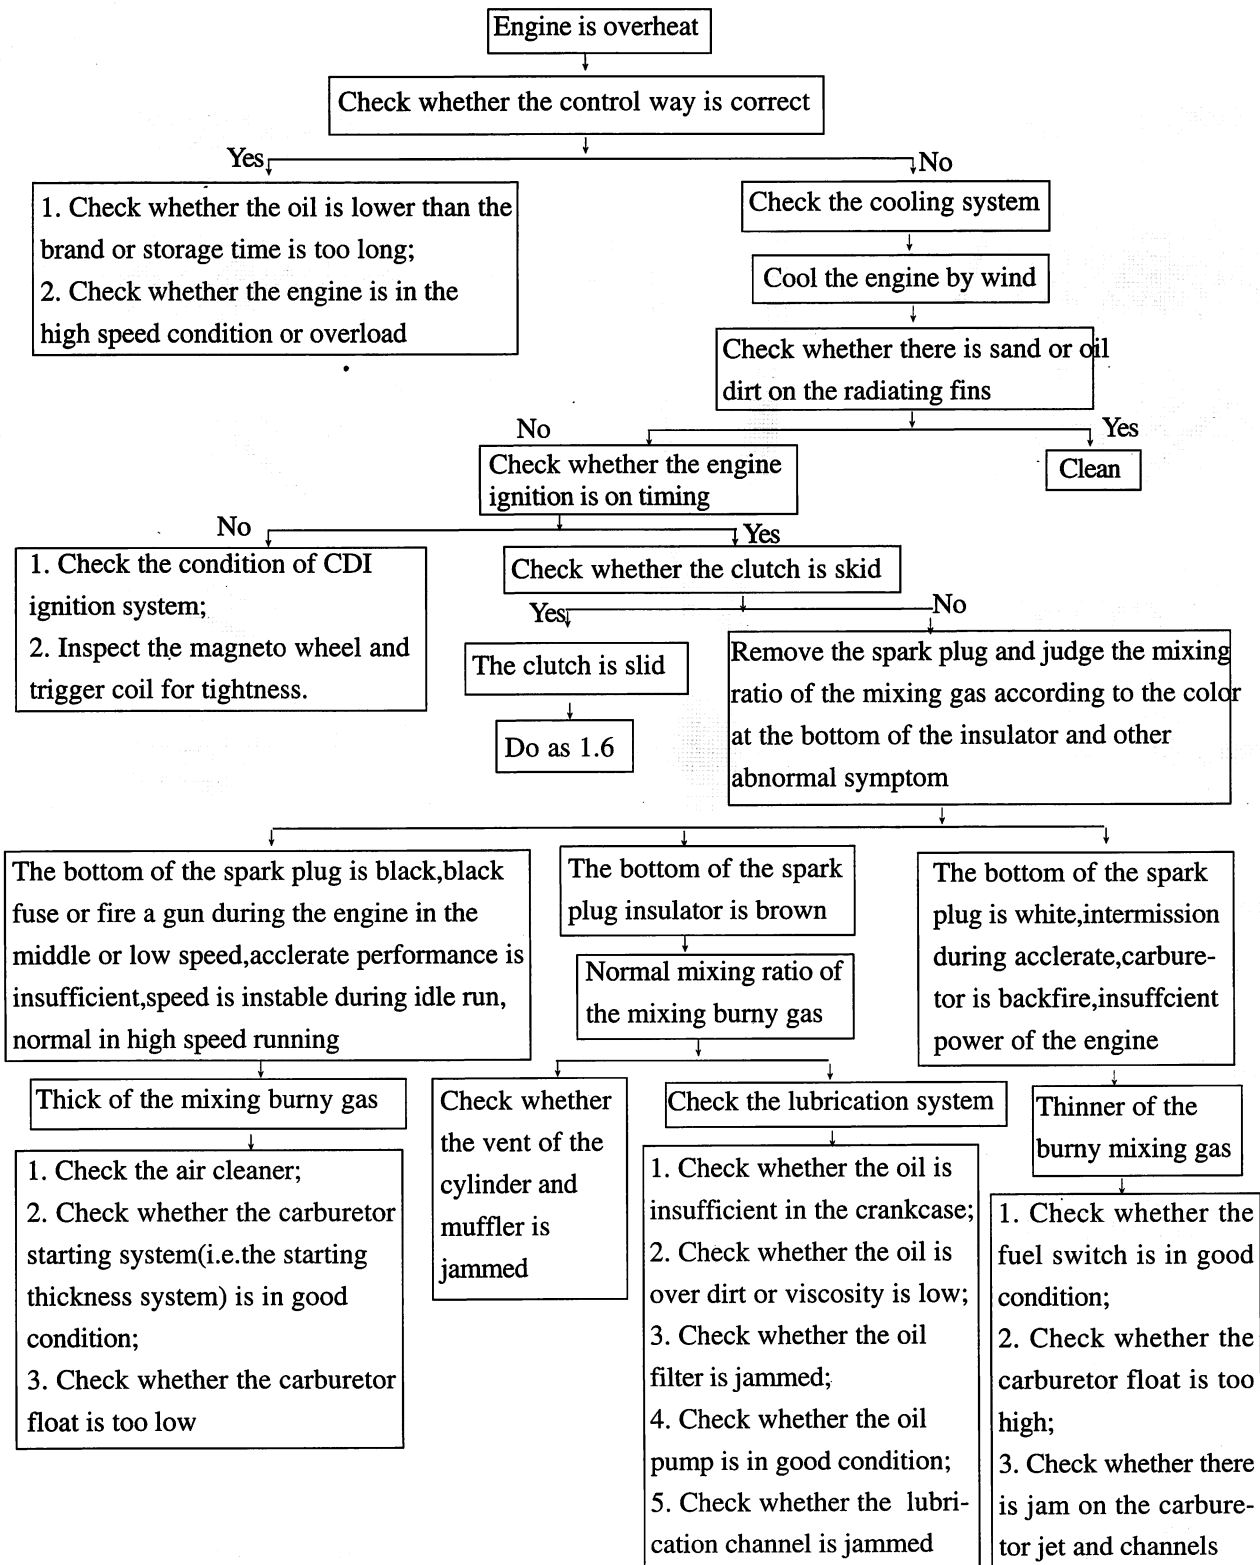 Engine is overheat
Check whether the control way is correct
Yes
No
1. Check whether the oil is lower than the
brand or storage time is too long;
2. Check whether the engine is in the
high speed condition or overload
Check the cooling system
Cool the engine by wind
Check whether there is sand or oil
dirt on the radiating fins
No
Yes
Check whether the engine
ignition is on timing
Clean
No
Yes
1. Check the condition of CDI
ignition system;
2. Inspect the magneto wheel and
trigger coil for tightness.
Check whether the clutch is skid
Yes
No
The clutch is slid
Do as 1.6
Remove the spark plug and judge the mixing
ratio of the mixing gas according to the color
at the bottom of the insulator and other
abnormal symptom
The bottom of the spark plug is black,black
fuse or fire a gun during the engine in the
middle or low speed,acclerate performance is
insufficient,speed is instable during idle run,
normal in high speed running
The bottom of the spark
plug insulator is brown
Normal mixing ratio of
the mixing burny gas
The bottom of the spark
plug is white,intermission
during acclerate,carbure-
tor is backfire,insuffcient
power of the engine
Thick of the mixing burny gas
1. Check the air cleaner;
2. Check whether the carburetor
starting system(i.e.the starting
thickness system) is in good
condition;
3. Check whether the carburetor
float is too low
Check whether
the vent of the
cylinder and
muffler is
jammed
Check the lubrication system
1. Check whether the oil is
insufficient in the crankcase;
2. Check whether the oil is
over dirt or viscosity is low;
3. Check whether the oil
filter is jammed;
4. Check whether the oil
pump is in good condition;
5. Check whether the lubri-
cation channel is jammed
Thinner of the
burny mixing gas
1. Check whether the
fuel switch is in good
condition;
2. Check whether the
carburetor float is too
high;
3. Check whether there
is jam on the carbure-
tor jet and channels